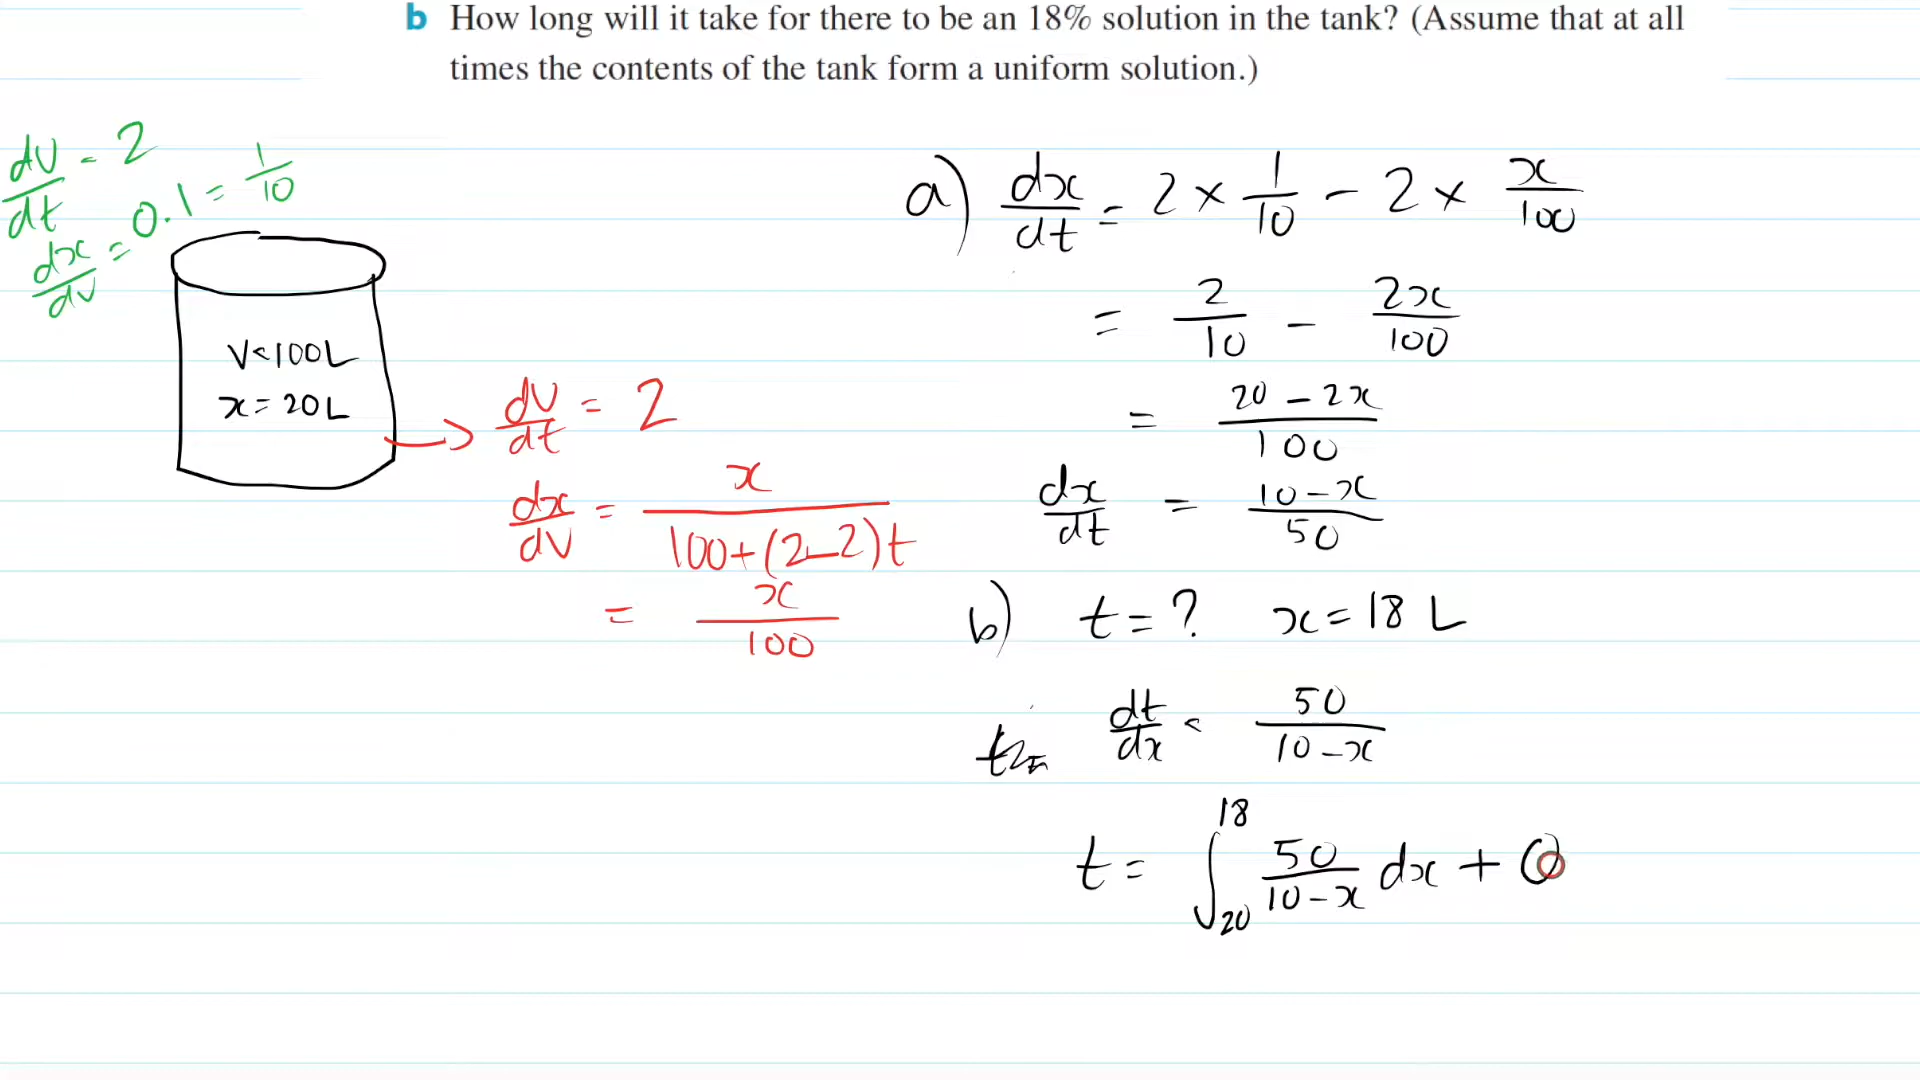 b How long will it take for there to be an 18% solution in the tank? (Assume that at all
times the contents of the tank form a uniform solution.)
dV/dt = 2
dx/dV = 0.1 = 1/10
V=100L
x = 20L
dV/dt = 2
dx/dV = x/(100+(2-2)t)
= x/100
a) dx/dt = 2 × 1/10 - 2 × x/100
= 2/10 - 2x/100
= (20 - 2x)/100
dx/dt = (10 - x)/50
b) t = ? x = 18 L
dt/dx = 50/(10 - x)
t = ∫_20^18 50/(10 - x) dx + 0